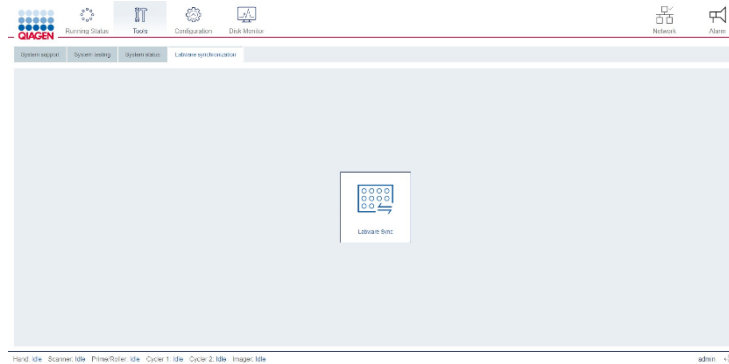 QIAGEN
Running Status Tools Configuration Disk Monitor Network Alarm
System support System testing System status Labware synchronization
Labware Sync
Hand: Idle Scanner: Idle Prime/Roller: Idle Cycler 1: Idle Cycler 2: Idle Imager: Idle admin